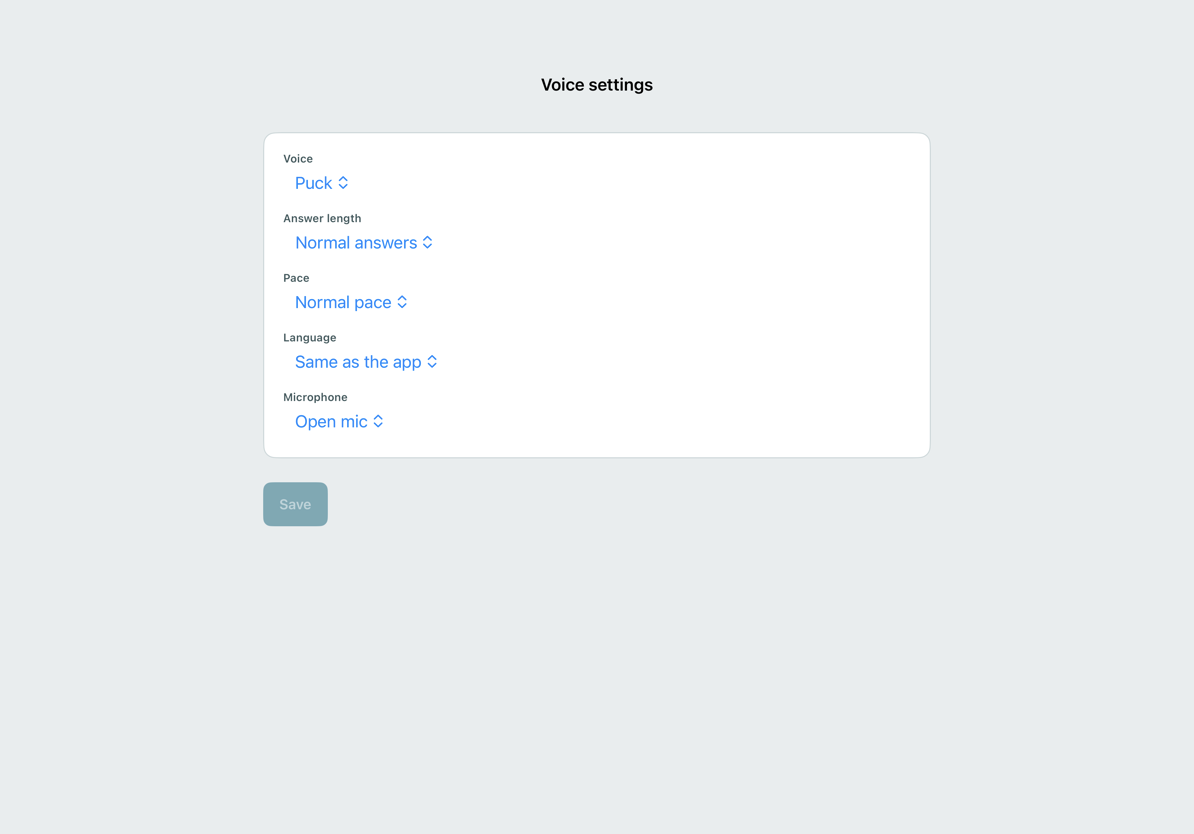 Voice settings
Voice
Puck
Answer length
Normal answers
Pace
Normal pace
Language
Same as the app
Microphone
Open mic
Save